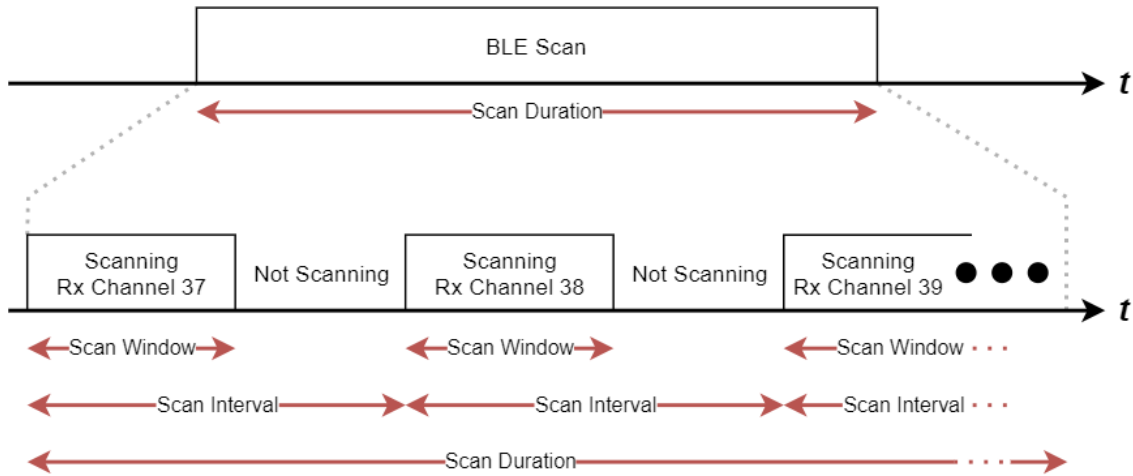 BLE Scan
t
Scan Duration
Scanning
Rx Channel 37
Not Scanning
Scanning
Rx Channel 38
Not Scanning
Scanning
Rx Channel 39
t
Scan Window
Scan Window
Scan Window
Scan Interval
Scan Interval
Scan Interval
Scan Duration